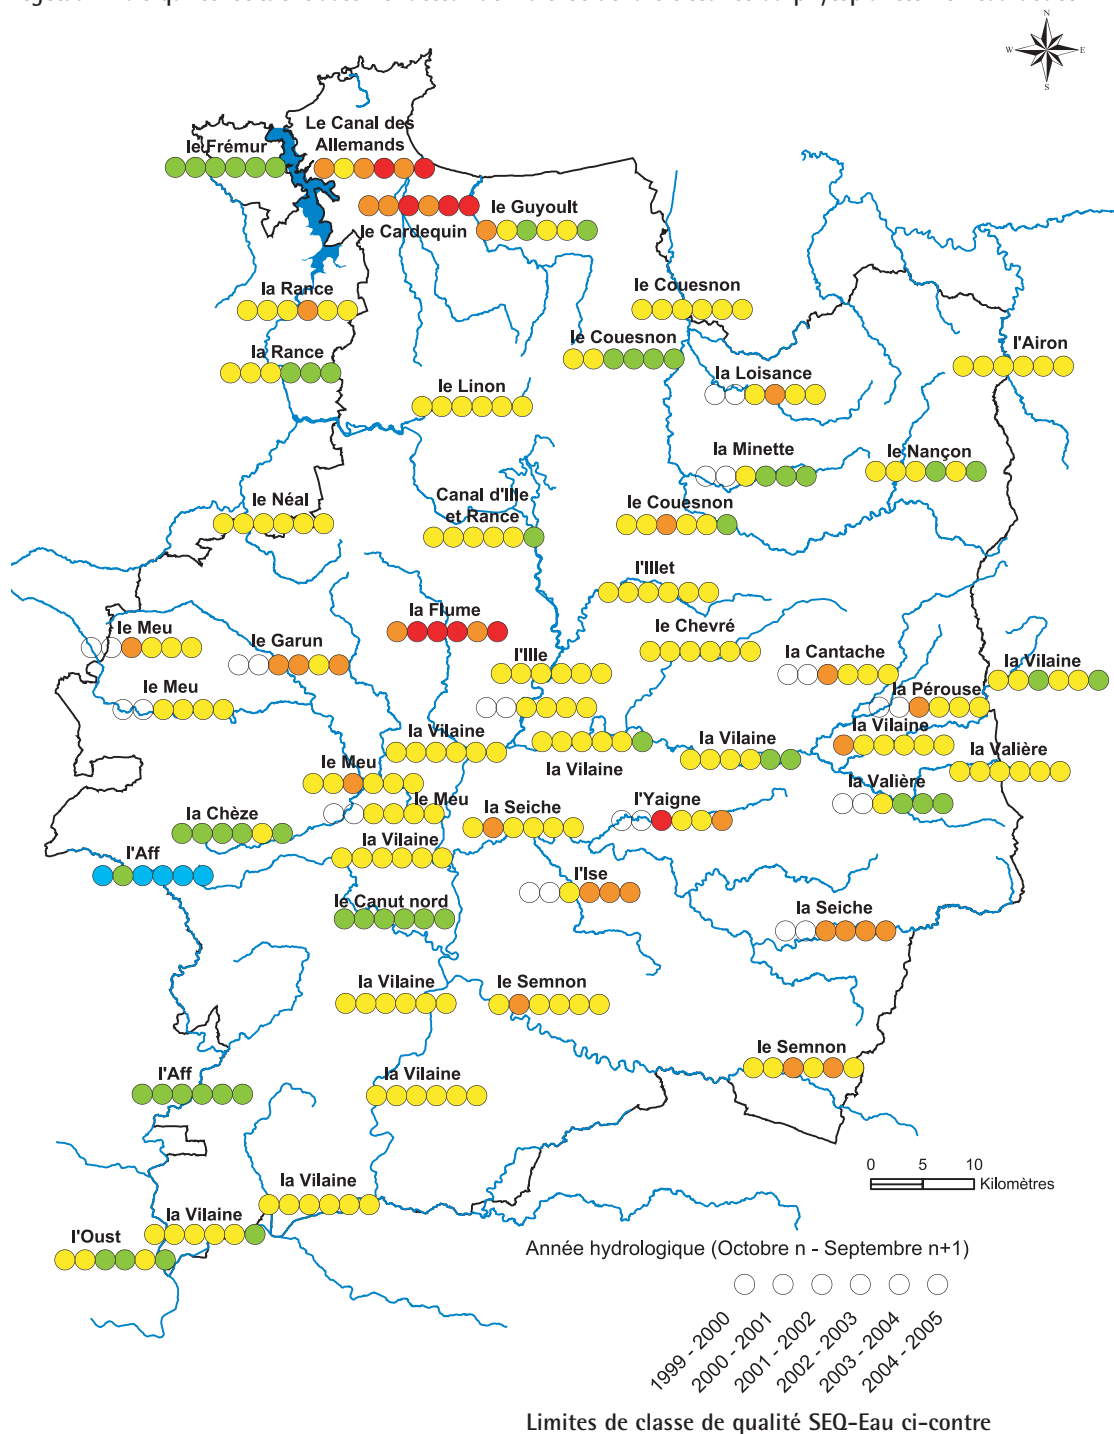 N
W E
S
Le Canal des
Allemands
le Frémur
le Cardequin
le Guyoult
la Rance
le Couesnon
la Rance
le Couesnon
l'Airon
la Loisance
le Linon
la Minette
le Nançon
le Néal
Canal d'Ille
et Rance
le Couesnon
l'Illet
la Flume
le Meu
le Garun
le Chevré
l'Ille
la Cantache
la Vilaine
le Meu
la Pérouse
la Vilaine
la Vilaine
la Vilaine
la Vilaine
la Valière
le Meu
la Valière
le Meu
la Seiche
l'Yaigne
la Chèze
la Vilaine
l'Aff
l'Ise
le Canut nord
la Seiche
la Vilaine
le Semnon
le Semnon
l'Aff
la Vilaine
la Vilaine
la Vilaine
l'Oust
0 5 10
Kilomètres
Année hydrologique (Octobre n - Septembre n+1)
1999 - 2000
2000 - 2001
2001 - 2002
2002 - 2003
2003 - 2004
2004 - 2005
Limites de classe de qualité SEQ-Eau ci-contre